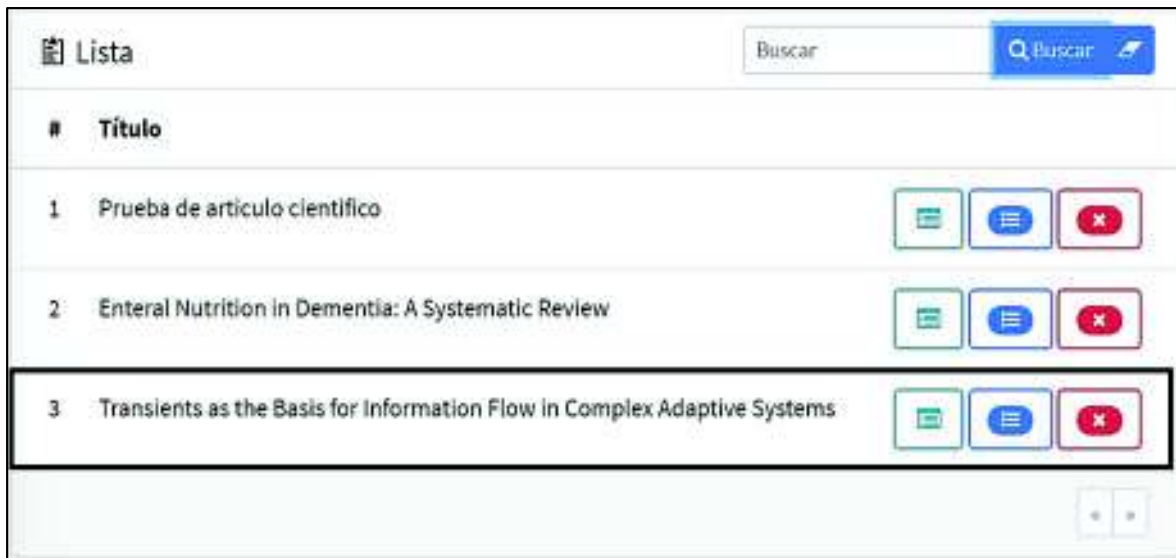 Lista
Buscar
Buscar
# Título
1 Prueba de articulo cientifico
2 Enteral Nutrition in Dementia: A Systematic Review
3 Transients as the Basis for Information Flow in Complex Adaptive Systems
« »